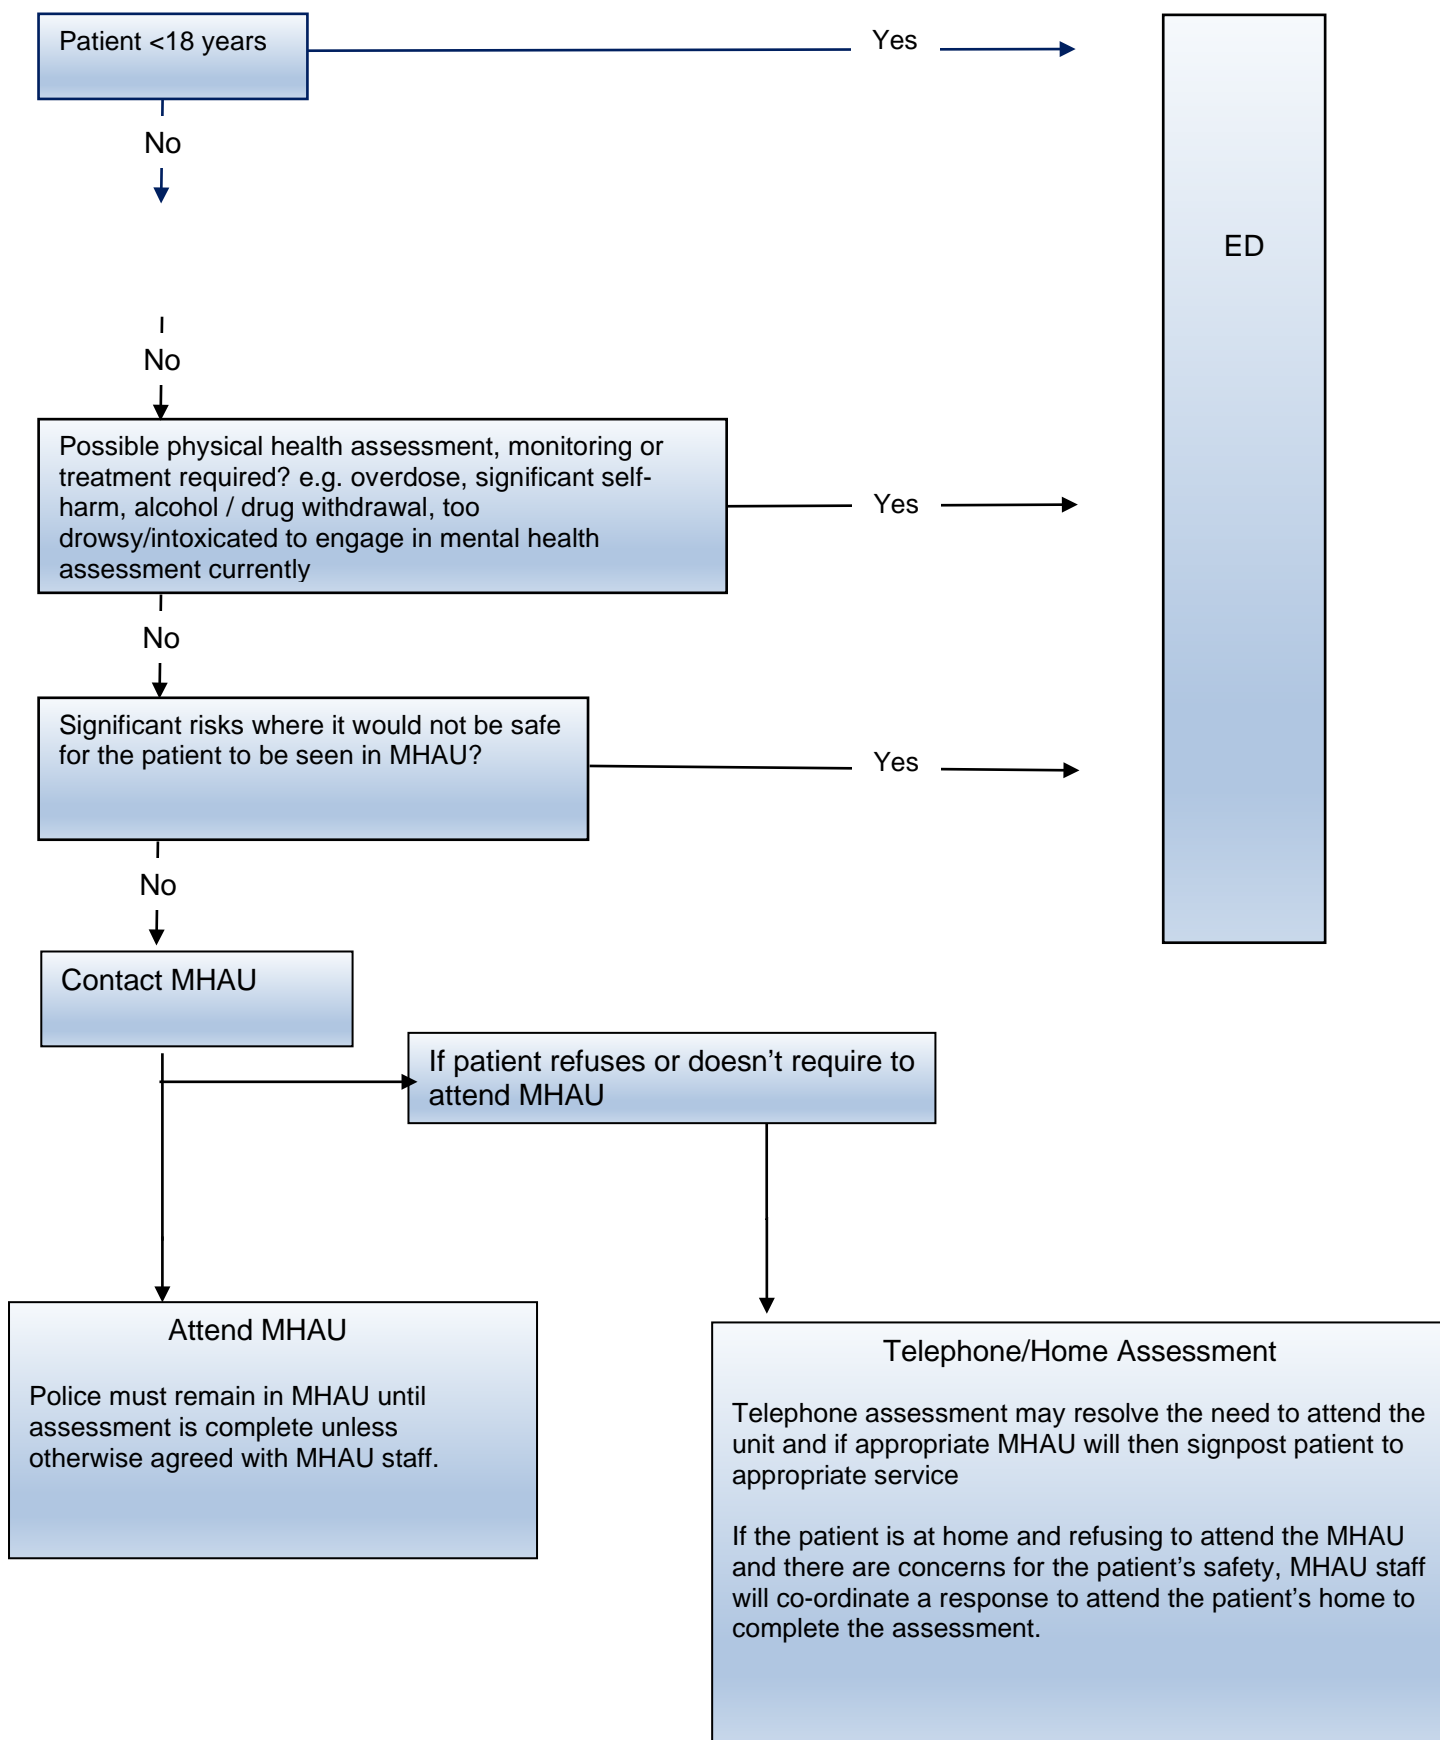 Patient <18 years
Yes
No
ED
No
Possible physical health assessment, monitoring or
treatment required? e.g. overdose, significant self-
harm, alcohol / drug withdrawal, too
drowsy/intoxicated to engage in mental health
assessment currently
Yes
No
Significant risks where it would not be safe
for the patient to be seen in MHAU?
Yes
No
Contact MHAU
If patient refuses or doesn’t require to
attend MHAU
Attend MHAU
Police must remain in MHAU until
assessment is complete unless
otherwise agreed with MHAU staff.
Telephone/Home Assessment
Telephone assessment may resolve the need to attend the
unit and if appropriate MHAU will then signpost patient to
appropriate service
If the patient is at home and refusing to attend the MHAU
and there are concerns for the patient’s safety, MHAU staff
will co-ordinate a response to attend the patient’s home to
complete the assessment.